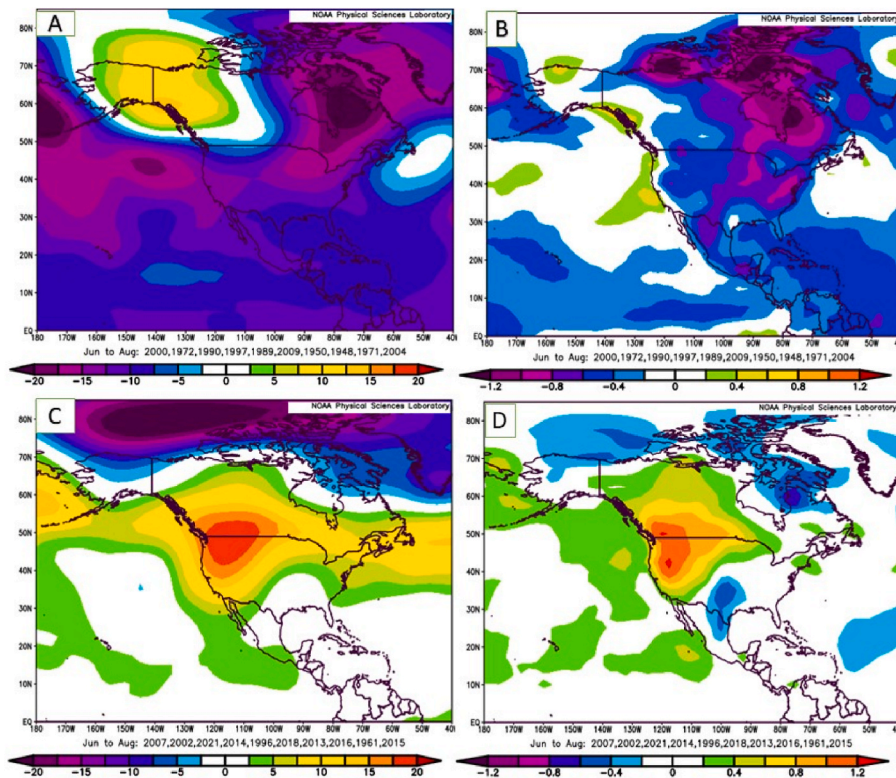 A
NOAA Physical Sciences Laboratory
80N
70N
60N
50N
40N
30N
20N
10N
EQ
180 170W 160W 150W 140W 130W 120W 110W 100W 90W 80W 70W 60W 50W 40W
Jun to Aug: 2000,1972,1990,1997,1989,2009,1950,1948,1971,2004
-20 -15 -10 -5 0 5 10 15 20
B
NOAA Physical Sciences Laboratory
80N
70N
60N
50N
40N
30N
20N
10N
EQ
180 170W 160W 150W 140W 130W 120W 110W 100W 90W 80W 70W 60W 50W 40W
Jun to Aug: 2000,1972,1990,1997,1989,2009,1950,1948,1971,2004
-1.2 -0.8 -0.4 0 0.4 0.8 1.2
C
NOAA Physical Sciences Laboratory
80N
70N
60N
50N
40N
30N
20N
10N
EQ
180 170W 160W 150W 140W 130W 120W 110W 100W 90W 80W 70W 60W 50W 40W
Jun to Aug: 2007,2002,2021,2014,1996,2018,2013,2016,1961,2015
-20 -15 -10 -5 0 5 10 15 20
D
NOAA Physical Sciences Laboratory
80N
70N
60N
50N
40N
30N
20N
10N
EQ
180 170W 160W 150W 140W 130W 120W 110W 100W 90W 80W 70W 60W 50W 40W
Jun to Aug: 2007,2002,2021,2014,1996,2018,2013,2016,1961,2015
-1.2 -0.8 -0.4 0 0.4 0.8 1.2